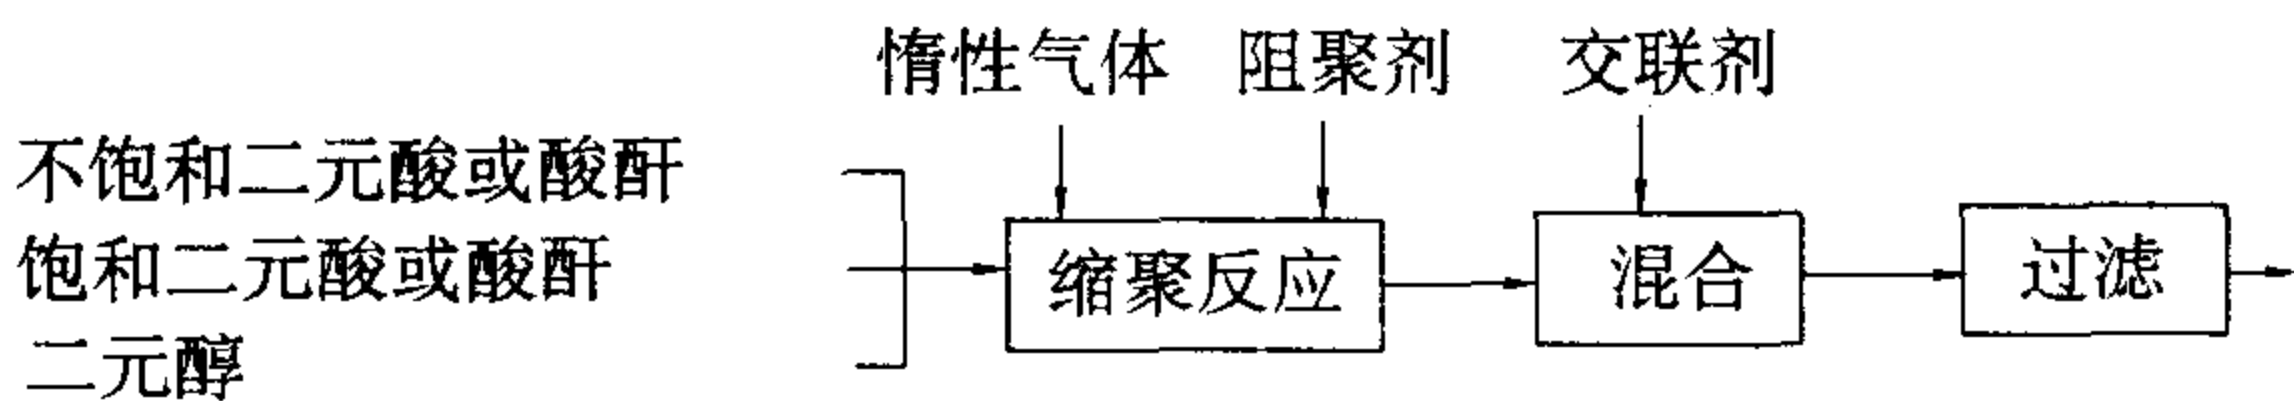 惰性气体 阻聚剂 交联剂
不饱和二元酸或酸酐
饱和二元酸或酸酐
二元醇
缩聚反应 混合 过滤